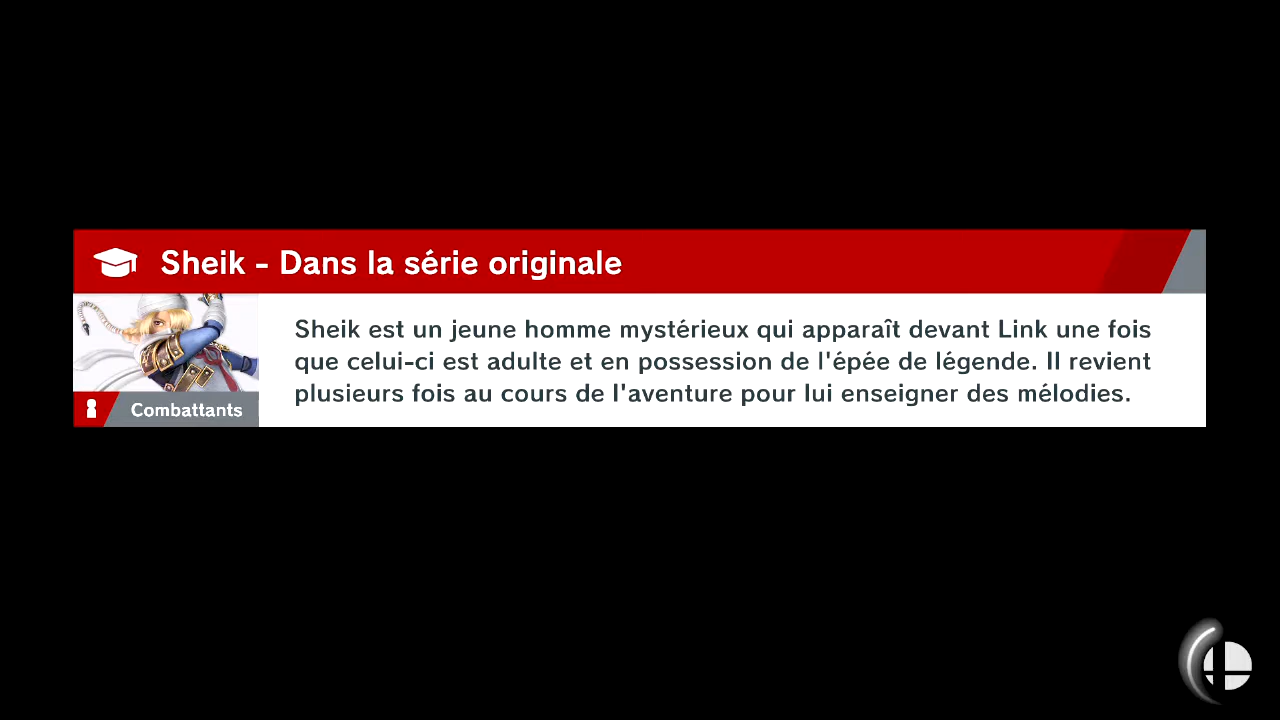 Sheik - Dans la série originale
Sheik est un jeune homme mystérieux qui apparaît devant Link une fois
que celui-ci est adulte et en possession de l'épée de légende. Il revient
plusieurs fois au cours de l'aventure pour lui enseigner des mélodies.
Combattants